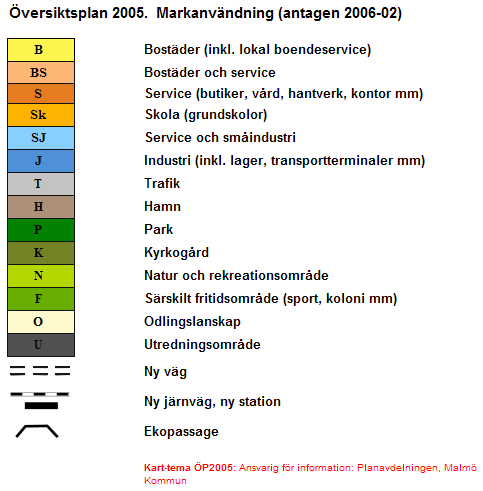 Översiktsplan 2005. Markanvändning (antagen 2006-02)
B Bostäder (inkl. lokal boendeservice)
BS Bostäder och service
S Service (butiker, vård, hantverk, kontor mm)
Sk Skola (grundskolor)
SJ Service och småindustri
J Industri (inkl. lager, transportterminaler mm)
T Trafik
H Hamn
P Park
K Kyrkogård
N Natur och rekreationsområde
F Särskilt fritidsområde (sport, koloni mm)
O Odlingslanskap
U Utredningsområde
Ny väg
Ny järnväg, ny station
Ekopassage
Kart-tema ÖP2005: Ansvarig för information: Planavdelningen, Malmö
Kommun